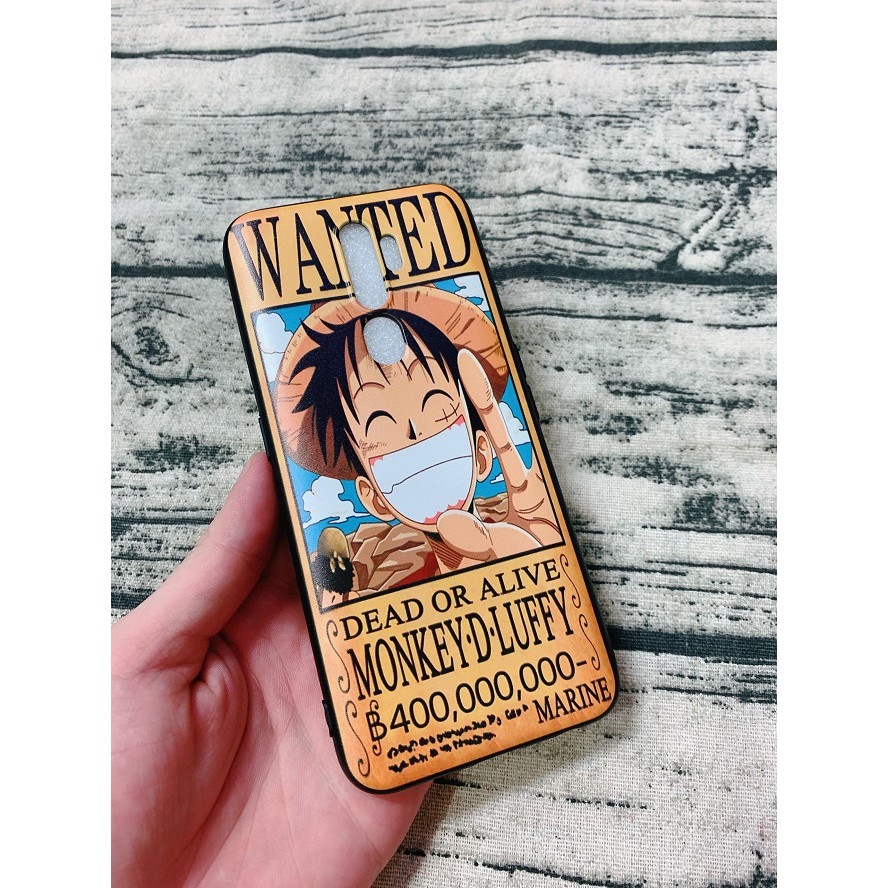 WANTED
DEAD OR ALIVE
MONKEY·D·LUFFY
฿400,000,000-
MARINE